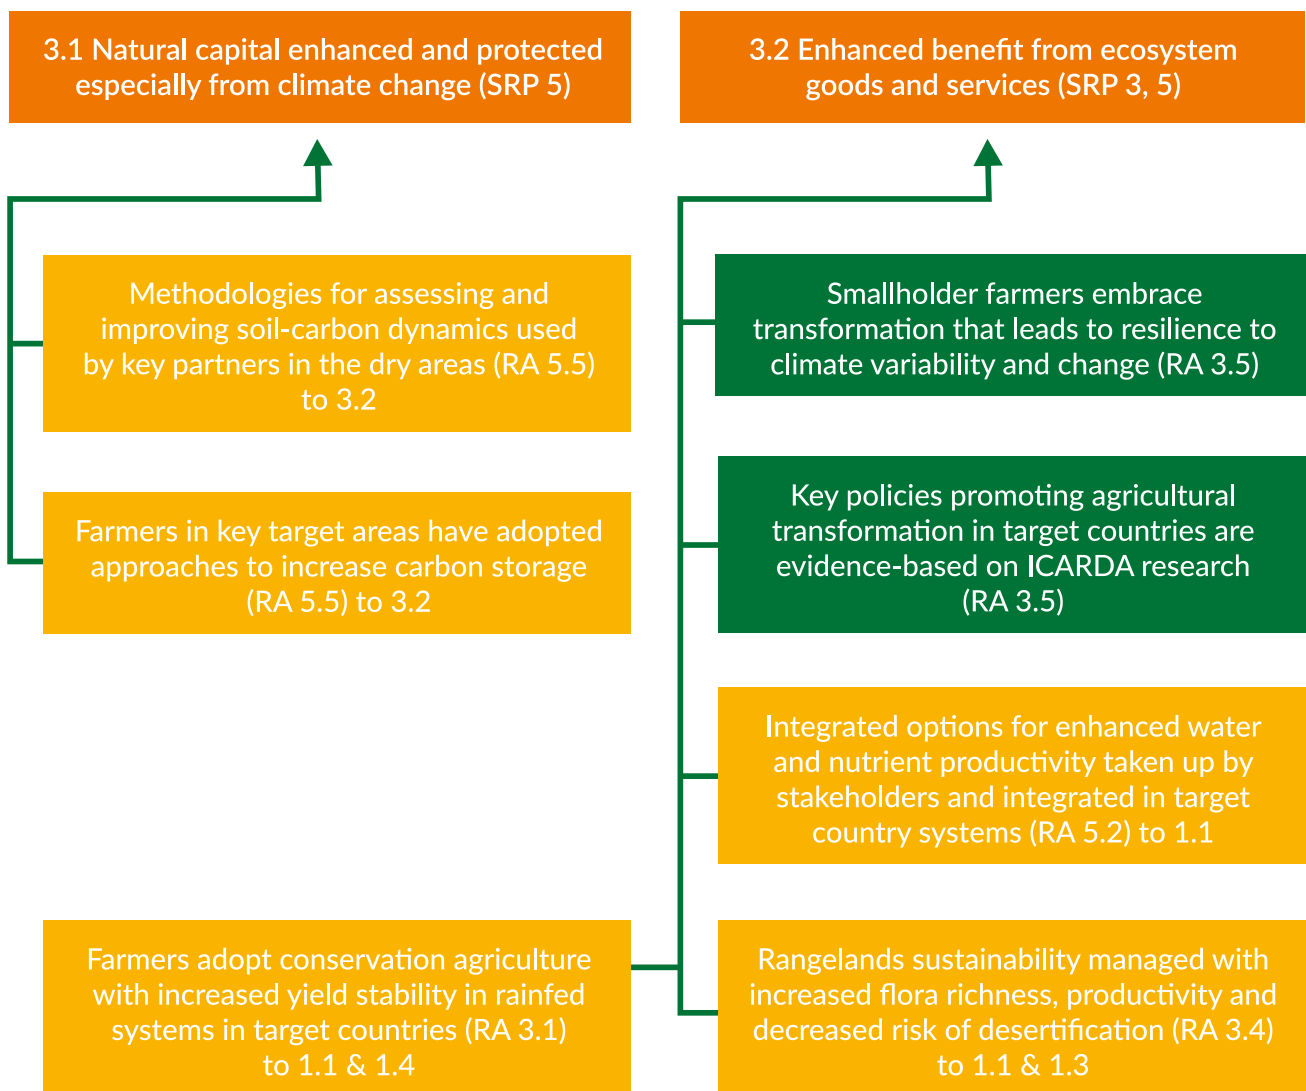 3.1 Natural capital enhanced and protected
especially from climate change (SRP 5)
Methodologies for assessing and
improving soil-carbon dynamics used
by key partners in the dry areas (RA 5.5)
to 3.2
Farmers in key target areas have adopted
approaches to increase carbon storage
(RA 5.5) to 3.2
Farmers adopt conservation agriculture
with increased yield stability in rainfed
systems in target countries (RA 3.1)
to 1.1 & 1.4
3.2 Enhanced benefit from ecosystem
goods and services (SRP 3, 5)
Smallholder farmers embrace
transformation that leads to resilience to
climate variability and change (RA 3.5)
Key policies promoting agricultural
transformation in target countries are
evidence-based on ICARDA research
(RA 3.5)
Integrated options for enhanced water
and nutrient productivity taken up by
stakeholders and integrated in target
country systems (RA 5.2) to 1.1
Rangelands sustainability managed with
increased flora richness, productivity and
decreased risk of desertification (RA 3.4)
to 1.1 & 1.3